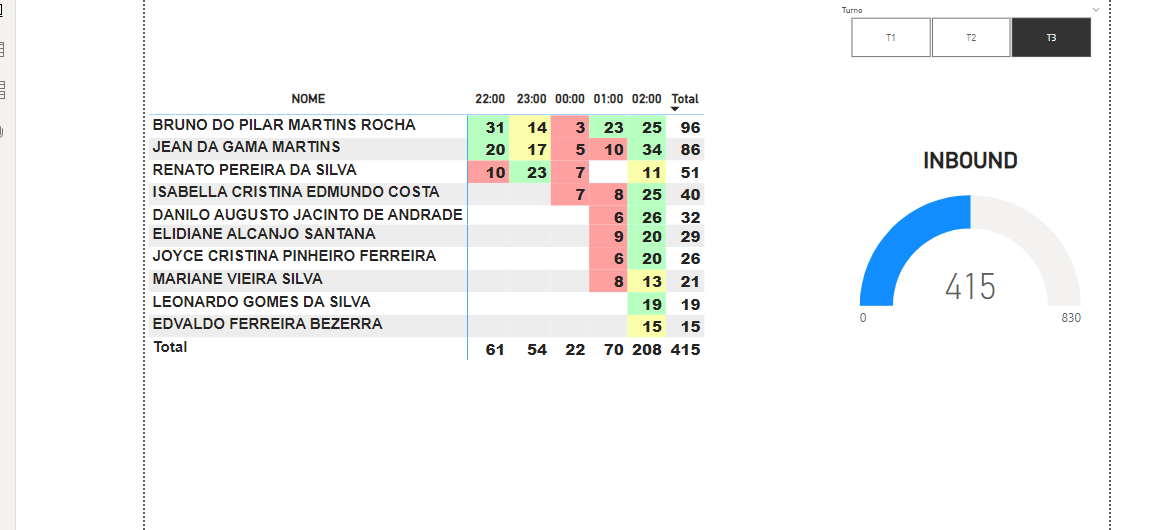 Turno
T1 T2 T3
NOME 22:00 23:00 00:00 01:00 02:00 Total
BRUNO DO PILAR MARTINS ROCHA 31 14 3 23 25 96
JEAN DA GAMA MARTINS 20 17 5 10 34 86
RENATO PEREIRA DA SILVA 10 23 7 11 51
ISABELLA CRISTINA EDMUNDO COSTA 7 8 25 40
DANILO AUGUSTO JACINTO DE ANDRADE 6 26 32
ELIDIANE ALCANJO SANTANA 9 20 29
JOYCE CRISTINA PINHEIRO FERREIRA 6 20 26
MARIANE VIEIRA SILVA 8 13 21
LEONARDO GOMES DA SILVA 19 19
EDVALDO FERREIRA BEZERRA 15 15
Total 61 54 22 70 208 415
INBOUND
415
0 830